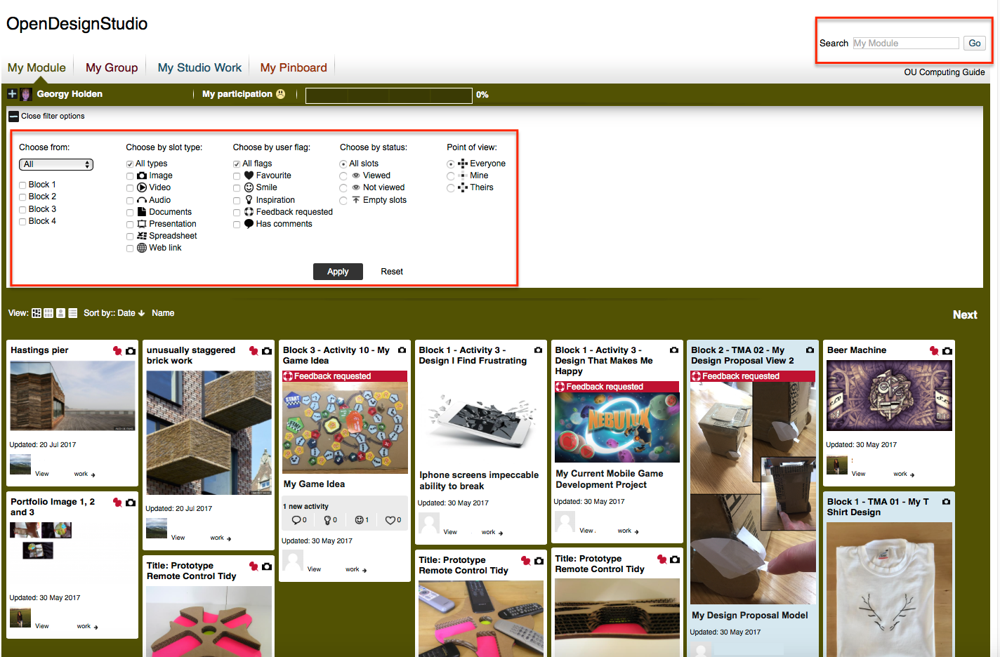 OpenDesignStudio
Search My Module Go
OU Computing Guide
My Module My Group My Studio Work My Pinboard
Georgy Holden
My participation
0%
Close filter options
Choose from:
All
Block 1
Block 2
Block 3
Block 4
Choose by slot type:
All types
Image
Video
Audio
Documents
Presentation
Spreadsheet
Web link
Choose by user flag:
All flags
Favourite
Smile
Inspiration
Feedback requested
Has comments
Choose by status:
All slots
Viewed
Not viewed
Empty slots
Point of view:
Everyone
Mine
Theirs
Apply Reset
View: Sort by:: Date Name
Next
Hastings pier
Updated: 20 Jul 2017
View work
Portfolio Image 1, 2
and 3
Updated: 30 May 2017
View work
unusually staggered
brick work
Updated: 20 Jul 2017
View work
Title: Prototype
Remote Control Tidy
Block 3 - Activity 10 - My
Game Idea
Feedback requested
START
My Game Idea
1 new activity
0 0 1 0
Updated: 30 May 2017
View work
Block 1 - Activity 3 -
Design I Find Frustrating
Iphone screens impeccable
ability to break
Updated: 30 May 2017
View work
Title: Prototype
Remote Control Tidy
Block 1 - Activity 3 -
Design That Makes Me
Happy
Feedback requested
NEBULUX
My Current Mobile Game
Development Project
Updated: 30 May 2017
View . work
Title: Prototype
Remote Control Tidy
Block 2 - TMA 02 - My
Design Proposal View 2
Feedback requested
My Design Proposal Model
Updated: 30 May 2017
Beer Machine
Updated: 30 May 2017
View work
Block 1 - TMA 01 - My T
Shirt Design